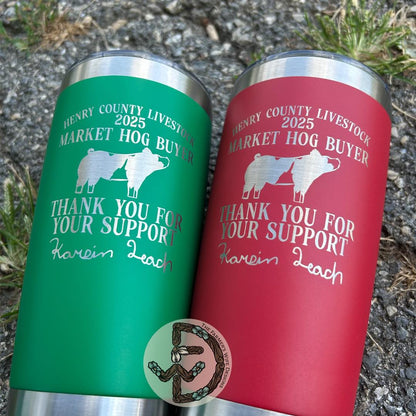 HENRY COUNTY LIVESTOCK
2025
MARKET HOG BUYER
THANK YOU FOR
YOUR SUPPORT
Karein Leach
HENRY COUNTY LIVESTOCK
2025
MARKET HOG BUYER
THANK YOU FOR
YOUR SUPPORT
Karein Leach